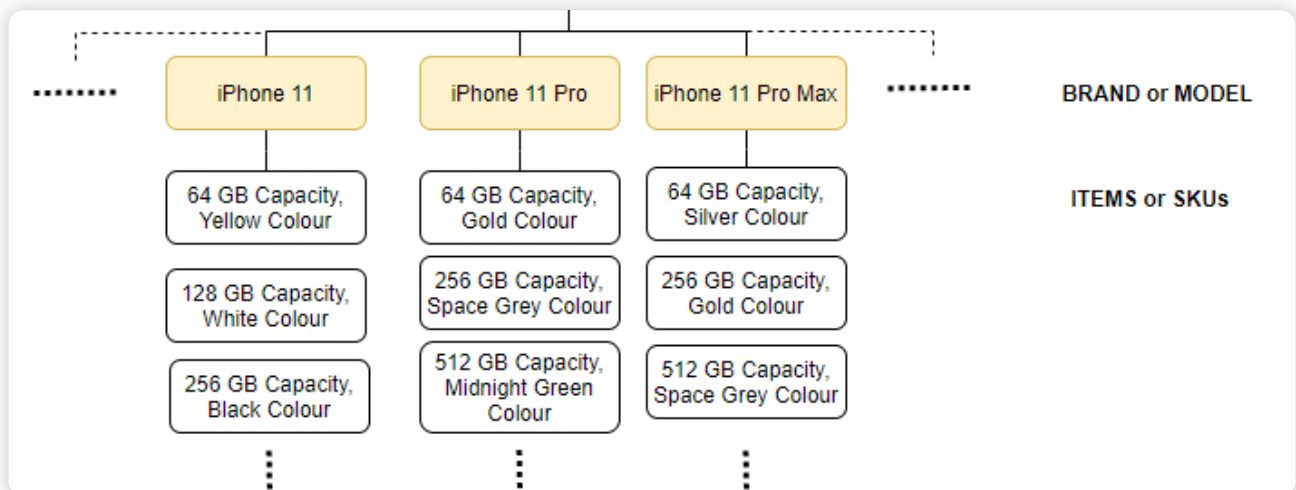 iPhone 11
iPhone 11 Pro
iPhone 11 Pro Max
BRAND or MODEL
64 GB Capacity,
Yellow Colour
64 GB Capacity,
Gold Colour
64 GB Capacity,
Silver Colour
ITEMS or SKUs
128 GB Capacity,
White Colour
256 GB Capacity,
Space Grey Colour
256 GB Capacity,
Gold Colour
256 GB Capacity,
Black Colour
512 GB Capacity,
Midnight Green
Colour
512 GB Capacity,
Space Grey Colour